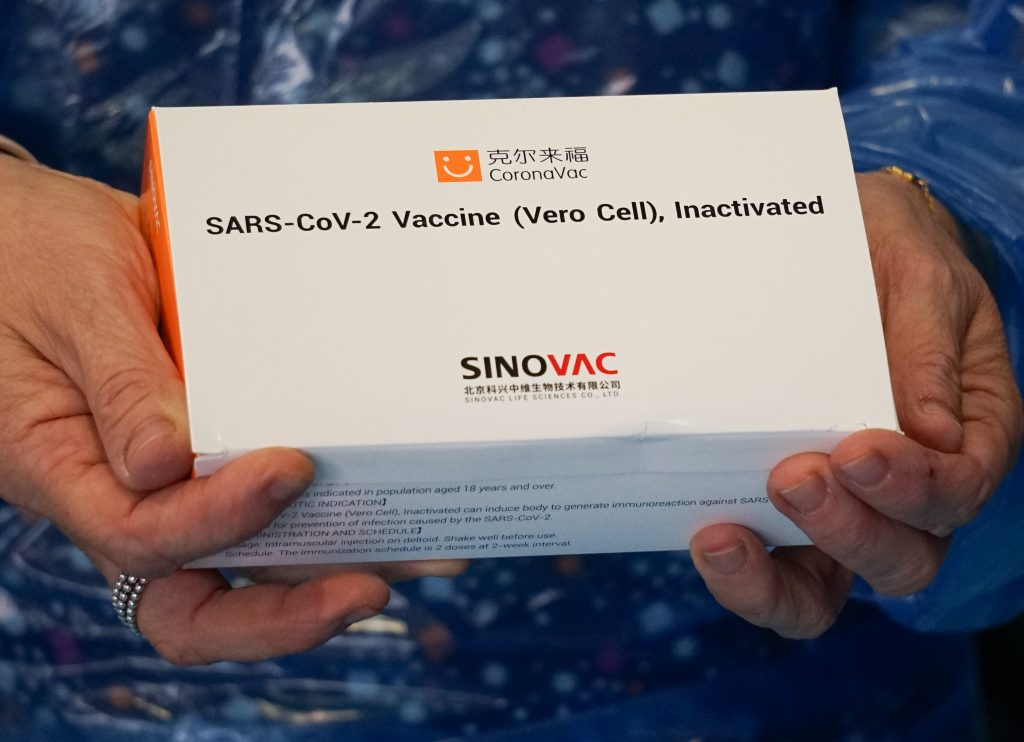 克尔来福
CoronaVac
SARS-CoV-2 Vaccine (Vero Cell), Inactivated
SINOVAC
北京科兴中维生物技术有限公司
SINOVAC LIFE SCIENCES CO., LTD.
is indicated in population aged 18 years and over.
INDICATION】
Vaccine (Vero Cell), Inactivated can induce body to generate immunoreaction against SARS
for prevention of infection caused by the SARS-CoV-2.
AND SCHEDULE】
Intramuscular injection on deltoid. Shake well before use.
Schedule: The immunization schedule is 2 doses at 2-week interval.